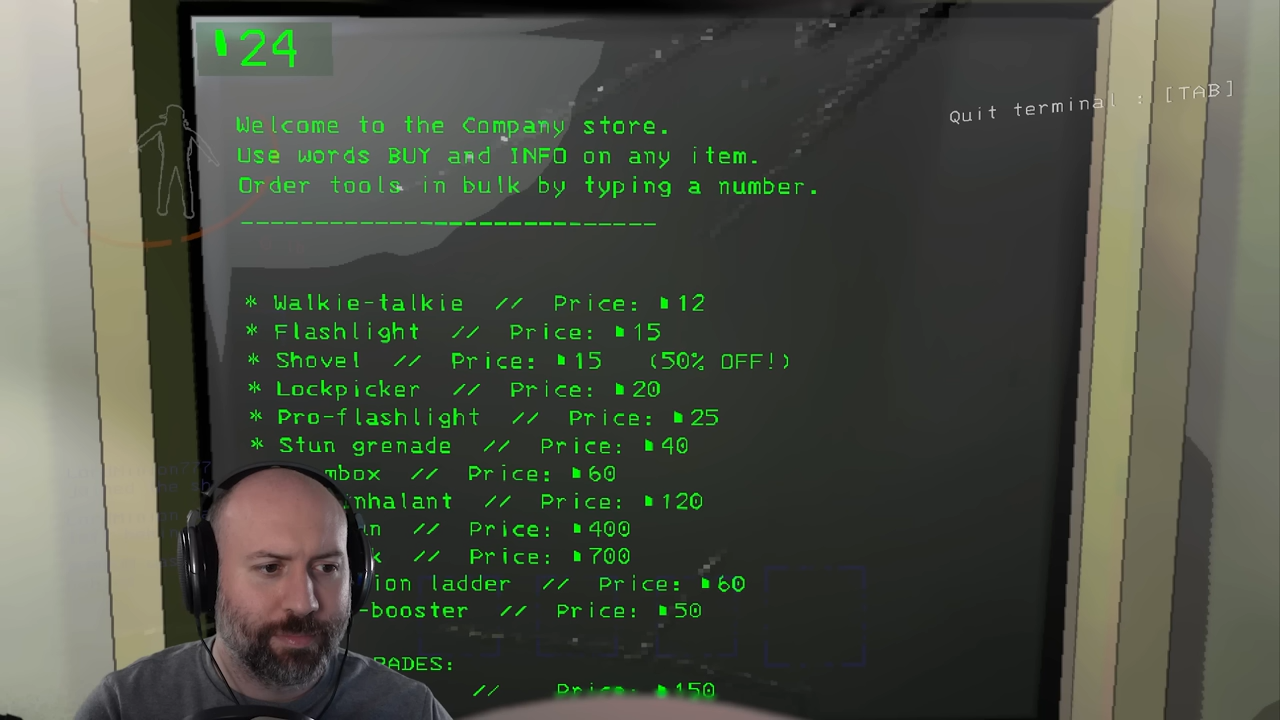 24
Quit terminal : [TAB]
Welcome to the Company store.
Use words BUY and INFO on any item.
Order tools in bulk by typing a number.
----------------------------
* Walkie-talkie // Price: 12
* Flashlight // Price: 15
* Shovel // Price: 15 (50% OFF!)
* Lockpicker // Price: 20
* Pro-flashlight // Price: 25
* Stun grenade // Price: 40
mbox // Price: 60
nhalant // Price: 120
n // Price: 400
k // Price: 700
ion ladder // Price: 60
-booster // Price: 50
RADES:
// Price: 150